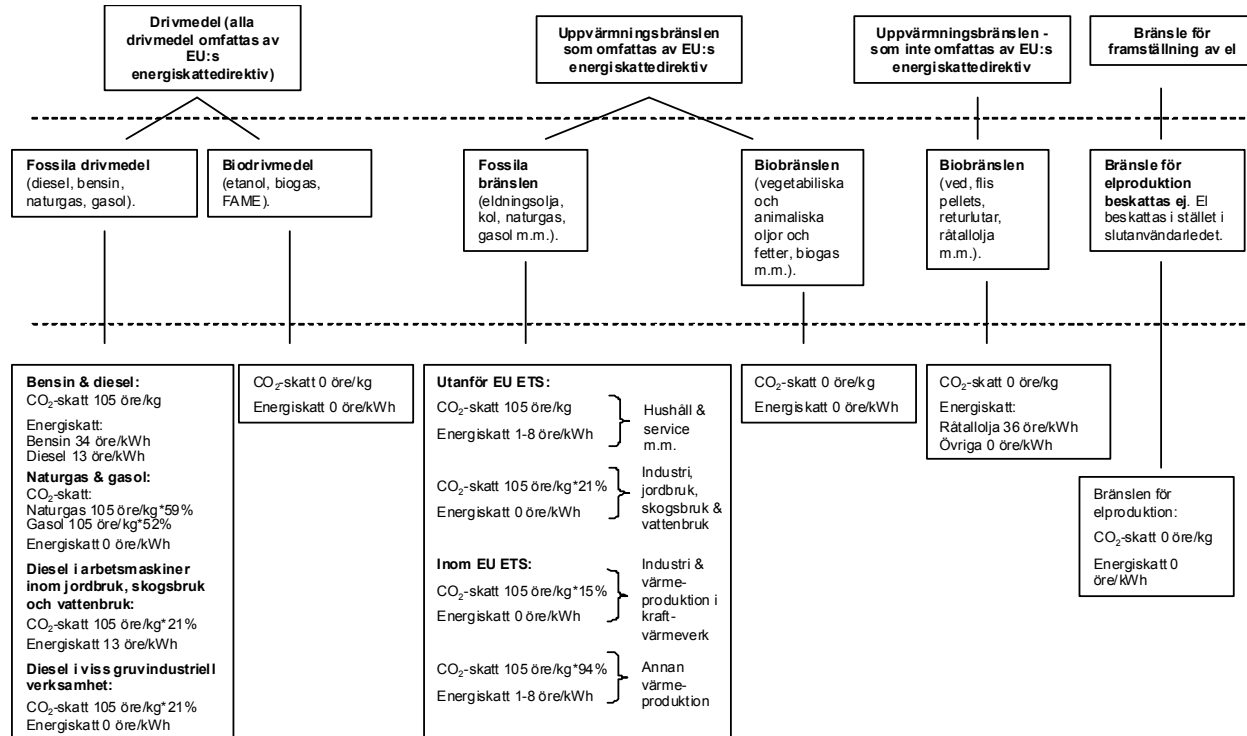 Drivmedel (alla
drivmedel omfattas av
EU:s
energiskattedirektiv)
Uppvärmningsbränslen
som omfattas av EU:s
energiskattedirektiv
Uppvärmningsbränslen -
som inte omfattas av EU:s
energiskattedirektiv
Bränsle för
framställning av el
Fossila drivmedel
(diesel, bensin,
naturgas, gasol).
Biodrivmedel
(etanol, biogas,
FAME).
Fossila
bränslen
(eldningsolja,
kol, naturgas,
gasol m.m.).
Biobränslen
(vegetabiliska
och
animaliska
oljor och
fetter, biogas
m.m.).
Biobränslen
(ved, flis
pellets,
returlutar,
råtallolja
m.m.).
Bränsle för
elproduktion
beskattas ej. El
beskattas i stället i
slutanvändarledet.
Bensin & diesel:
CO2-skatt 105 öre/kg
Energiskatt:
Bensin 34 öre/kWh
Diesel 13 öre/kWh
Naturgas & gasol:
CO2-skatt:
Naturgas 105 öre/kg*59%
Gasol 105 öre/kg*52%
Energiskatt 0 öre/kWh
Diesel i arbetsmaskiner
inom jordbruk, skogsbruk
och vattenbruk:
CO2-skatt 105 öre/kg*21%
Energiskatt 13 öre/kWh
Diesel i viss gruvindustriell
verksamhet:
CO2-skatt 105 öre/kg*21%
Energiskatt 0 öre/kWh
CO2-skatt 0 öre/kg
Energiskatt 0 öre/kWh
Utanför EU ETS:
CO2-skatt 105 öre/kg
Energiskatt 1-8 öre/kWh
Hushåll &
service
m.m.
CO2-skatt 105 öre/kg*21%
Energiskatt 0 öre/kWh
Industri,
jordbruk,
skogsbruk &
vattenbruk
Inom EU ETS:
CO2-skatt 105 öre/kg*15%
Energiskatt 0 öre/kWh
Industri &
värme-
produktion i
kraft-
värmeverk
CO2-skatt 105 öre/kg*94%
Energiskatt 1-8 öre/kWh
Annan
värme-
produktion
CO2-skatt 0 öre/kg
Energiskatt 0 öre/kWh
CO2-skatt 0 öre/kg
Energiskatt:
Råtallolja 36 öre/kWh
Övriga 0 öre/kWh
Bränslen för
elproduktion:
CO2-skatt 0 öre/kg
Energiskatt 0
öre/kWh